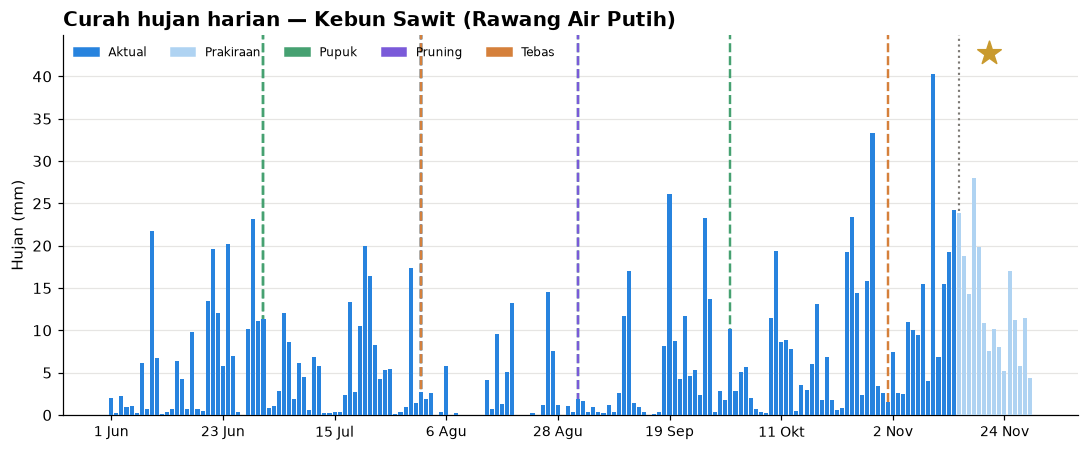 Curah hujan harian — Kebun Sawit (Rawang Air Putih)
Aktual Prakiraan Pupuk Pruning Tebas
Hujan (mm)
40
35
30
25
20
15
10
5
0
1 Jun 23 Jun 15 Jul 6 Agu 28 Agu 19 Sep 11 Okt 2 Nov 24 Nov